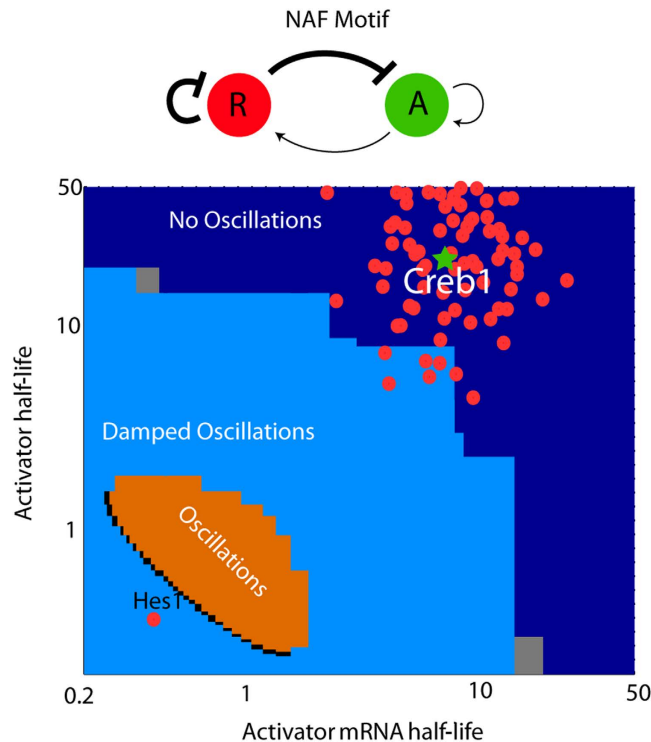 NAF Motif
R
A
50
No Oscillations
Creb1
10
Damped Oscillations
Activator half-life
1
Oscillations
Hes1
0.2
1
10
50
Activator mRNA half-life